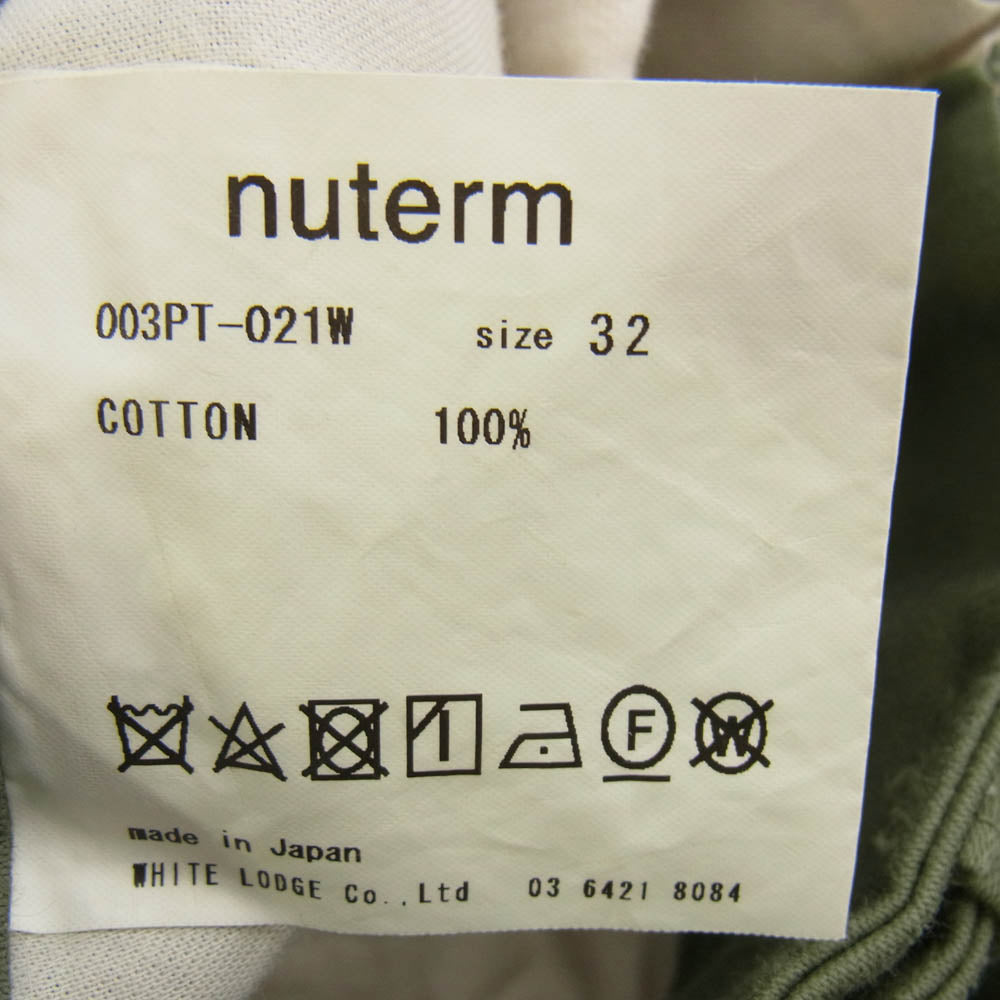 nuterm
003PT-021W size 32
COTTON 100%
F W
made in Japan
WHITE LODGE Co.,Ltd 03 6421 8084